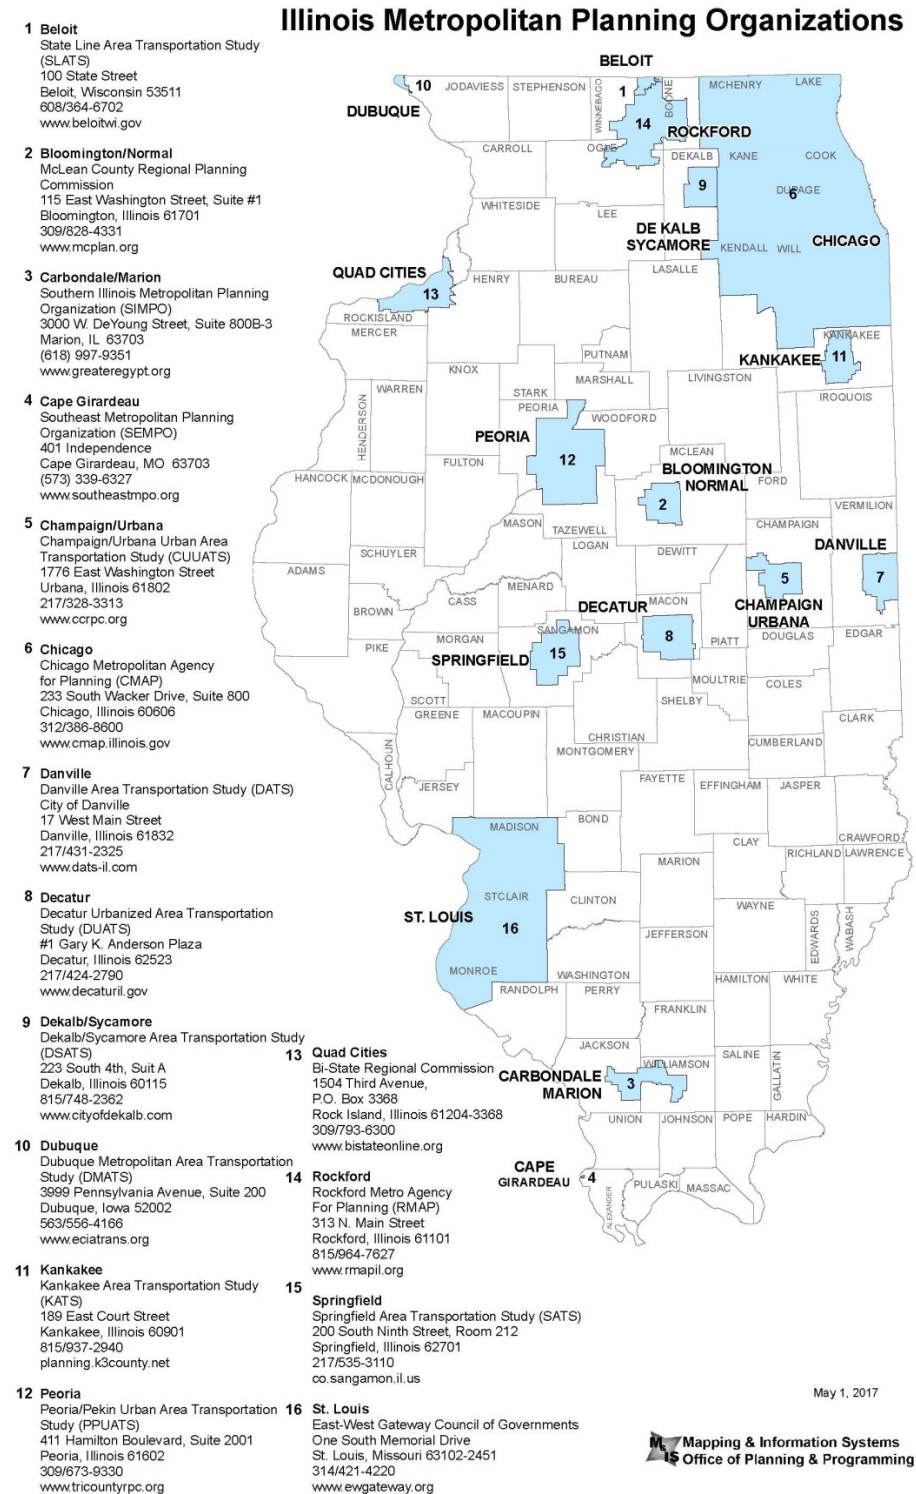 Illinois Metropolitan Planning Organizations
1 Beloit
State Line Area Transportation Study
(SLATS)
100 State Street
Beloit, Wisconsin 53511
608/364-6702
www.beloitwi.gov
2 Bloomington/Normal
McLean County Regional Planning
Commission
115 East Washington Street, Suite #1
Bloomington, Illinois 61701
309/828-4331
www.mcplan.org
3 Carbondale/Marion
Southern Illinois Metropolitan Planning
Organization (SIMPO)
3000 W. DeYoung Street, Suite 800B-3
Marion, IL 63703
(618) 997-9351
www.greateregypt.org
4 Cape Girardeau
Southeast Metropolitan Planning
Organization (SEMPO)
401 Independence
Cape Girardeau, MO 63703
(573) 339-6327
www.southeastmpo.org
5 Champaign/Urbana
Champaign/Urbana Urban Area
Transportation Study (CUUATS)
1776 East Washington Street
Urbana, Illinois 61802
217/328-3313
www.ccrpc.org
6 Chicago
Chicago Metropolitan Agency
for Planning (CMAP)
233 South Wacker Drive, Suite 800
Chicago, Illinois 60606
312/386-8600
www.cmap.illinois.gov
7 Danville
Danville Area Transportation Study (DATS)
City of Danville
17 West Main Street
Danville, Illinois 61832
217/431-2325
www.dats-il.com
8 Decatur
Decatur Urbanized Area Transportation
Study (DUATS)
#1 Gary K. Anderson Plaza
Decatur, Illinois 62523
217/424-2790
www.decaturil.gov
9 Dekalb/Sycamore
Dekalb/Sycamore Area Transportation Study
(DSATS)
223 South 4th, Suit A
Dekalb, Illinois 60115
815/748-2362
www.cityofdekalb.com
10 Dubuque
Dubuque Metropolitan Area Transportation
Study (DMATS)
3999 Pennsylvania Avenue, Suite 200
Dubuque, Iowa 52002
563/556-4166
www.eciatrans.org
11 Kankakee
Kankakee Area Transportation Study
(KATS)
189 East Court Street
Kankakee, Illinois 60901
815/937-2940
planning.k3county.net
12 Peoria
Peoria/Pekin Urban Area Transportation
Study (PPUATS)
411 Hamilton Boulevard, Suite 2001
Peoria, Illinois 61602
309/673-9330
www.tricountyrpc.org
13 Quad Cities
Bi-State Regional Commission
1504 Third Avenue,
P.O. Box 3368
Rock Island, Illinois 61204-3368
309/793-6300
www.bistateonline.org
14 Rockford
Rockford Metro Agency
For Planning (RMAP)
313 N. Main Street
Rockford, Illinois 61101
815/964-7627
www.rmapil.org
15
Springfield
Springfield Area Transportation Study (SATS)
200 South Ninth Street, Room 212
Springfield, Illinois 62701
217/535-3110
co.sangamon.il.us
16 St. Louis
East-West Gateway Council of Governments
One South Memorial Drive
St. Louis, Missouri 63102-2451
314/421-4220
www.ewgateway.org
BELOIT
10
JODAVIESS
STEPHENSON
WINNEBAGO
1
BOONE
MCHENRY
LAKE
DUBUQUE
14
ROCKFORD
CARROLL
OGLE
DEKALB
KANE
COOK
9
DUPAGE
6
WHITESIDE
LEE
DE KALB
SYCAMORE
KENDALL
WILL
CHICAGO
QUAD CITIES
13
HENRY
BUREAU
LASALLE
ROCKISLAND
MERCER
KANKAKEE
PUTNAM
KANKAKEE
11
KNOX
MARSHALL
LIVINGSTON
WARREN
HENDERSON
STARK
PEORIA
WOODFORD
IROQUOIS
PEORIA
12
MCLEAN
BLOOMINGTON
NORMAL
2
FORD
FULTON
HANCOCK
MCDONOUGH
VERMILION
MASON
TAZEWELL
CHAMPAIGN
LOGAN
DEWITT
DANVILLE
SCHUYLER
ADAMS
5
7
MENARD
CASS
DECATUR
MACON
CHAMPAIGN
URBANA
BROWN
SANGAMON
8
PIATT
DOUGLAS
EDGAR
PIKE
MORGAN
SPRINGFIELD
15
MOULTRIE
COLES
SCOTT
SHELBY
GREENE
MACOUPIN
CLARK
CHRISTIAN
MONTGOMERY
CUMBERLAND
CALHOUN
JERSEY
FAYETTE
EFFINGHAM
JASPER
MADISON
BOND
CLAY
CRAWFORD
RICHLAND
LAWRENCE
MARION
STCLAIR
CLINTON
WAYNE
ST. LOUIS
16
EDWARDS
WABASH
JEFFERSON
MONROE
WASHINGTON
HAMILTON
WHITE
RANDOLPH
PERRY
FRANKLIN
JACKSON
SALINE
GALLATIN
WILLIAMSON
CARBONDALE
MARION
3
UNION
JOHNSON
POPE
HARDIN
CAPE
GIRARDEAU
4
PULASKI
MASSAC
ALEXANDER
May 1, 2017
M&IS
Mapping & Information Systems
Office of Planning & Programming